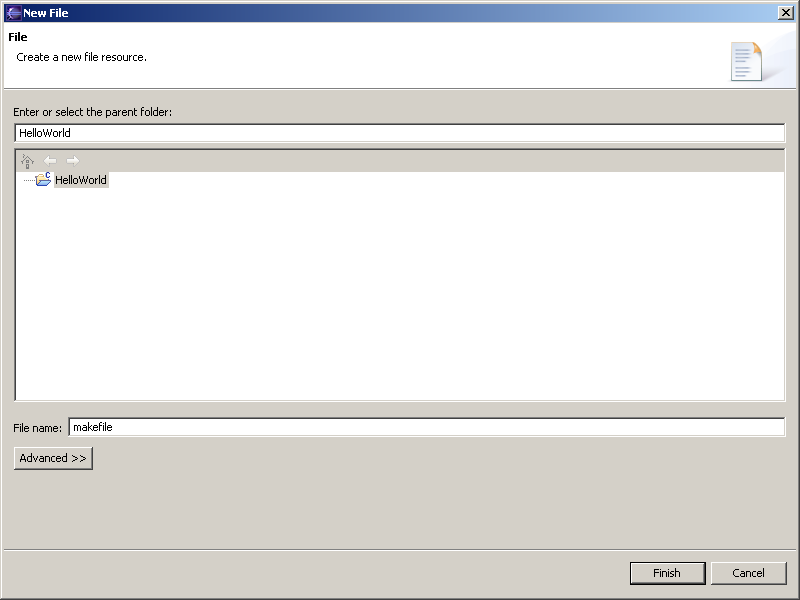 New File
File
Create a new file resource.
Enter or select the parent folder:
HelloWorld
C HelloWorld
File name: makefile
Advanced >>
Finish Cancel